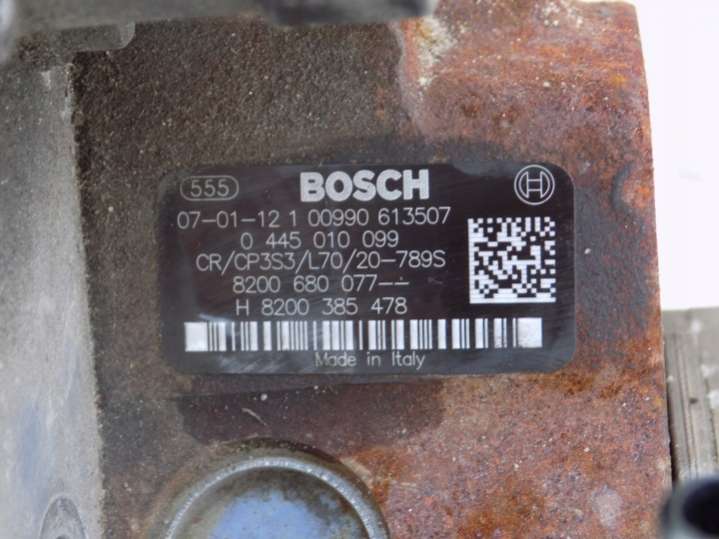 555 BOSCH H
07-01-12 1 00990 613507
0 445 010 099
CR/CP3S3/L70/20-789S
8200 680 077--
H 8200 385 478
Made in Italy